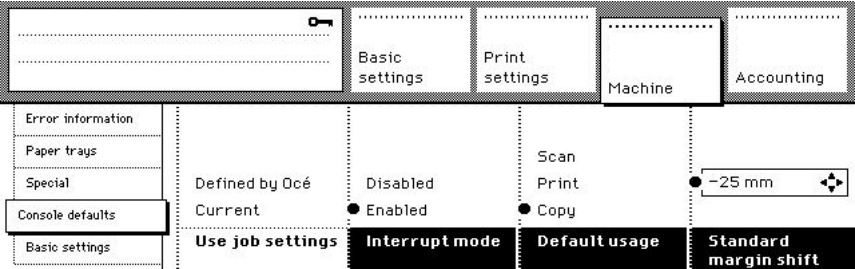 Basic
settings
Print
settings
Machine
Accounting
Error information
Paper trays
Special
Console defaults
Basic settings
Defined by Océ
Current
Use job settings
Disabled
Enabled
Interrupt mode
Scan
Print
Copy
Default usage
-25 mm
Standard
margin shift